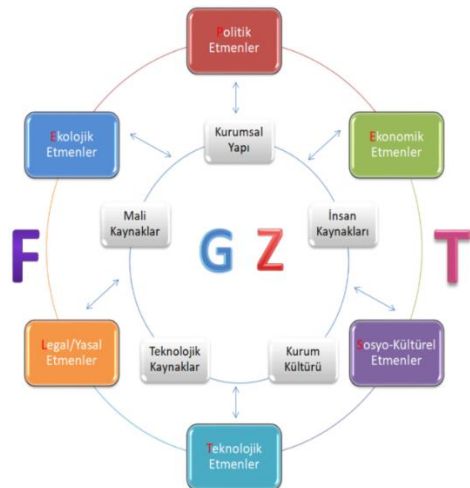 Politik
Etmenler
Ekolojik
Etmenler
Kurumsal
Yapı
Ekonomik
Etmenler
Mali
Kaynaklar
İnsan
Kaynakları
F
G
Z
T
Legal/Yasal
Etmenler
Teknolojik
Kaynaklar
Kurum
Kültürü
Sosyo-Kültürel
Etmenler
Teknolojik
Etmenler